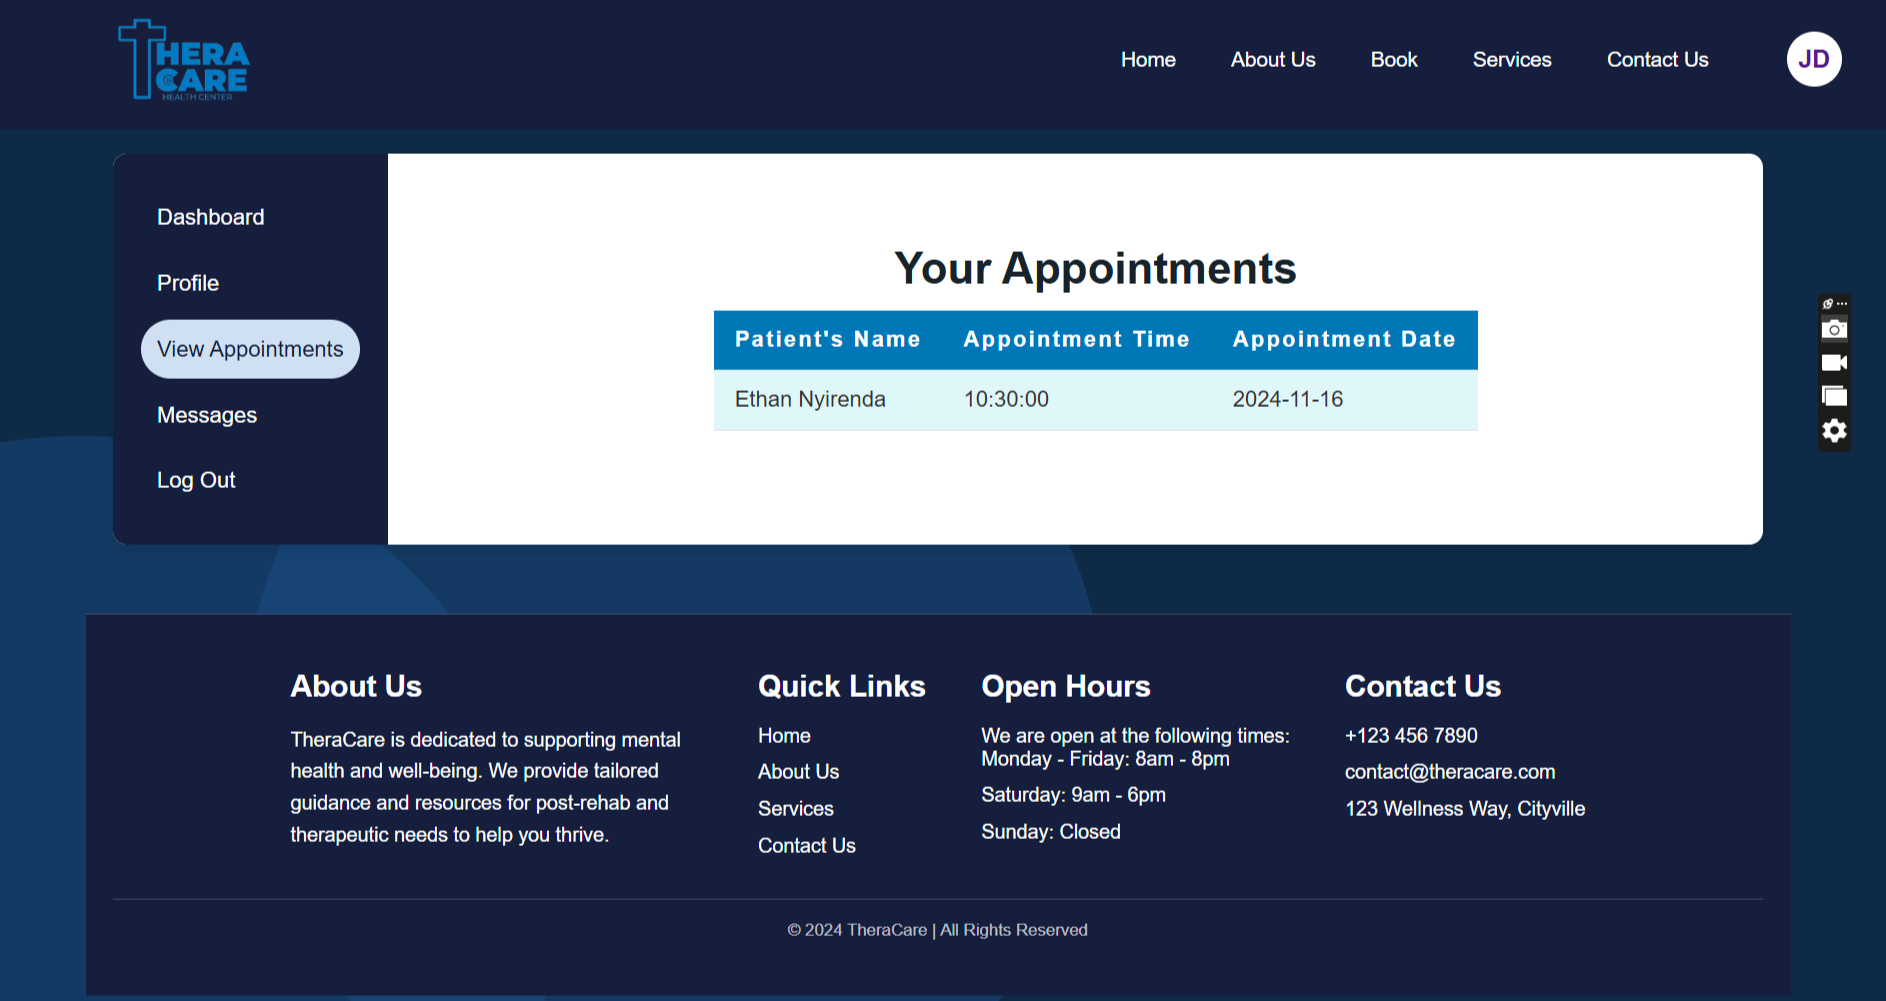 THERA
CARE
HEALTH CENTER
Home
About Us
Book
Services
Contact Us
JD
Dashboard
Profile
View Appointments
Messages
Log Out
Your Appointments
Patient's Name Appointment Time Appointment Date
Ethan Nyirenda 10:30:00 2024-11-16
About Us
TheraCare is dedicated to supporting mental
health and well-being. We provide tailored
guidance and resources for post-rehab and
therapeutic needs to help you thrive.
Quick Links
Home
About Us
Services
Contact Us
Open Hours
We are open at the following times:
Monday - Friday: 8am - 8pm
Saturday: 9am - 6pm
Sunday: Closed
Contact Us
+123 456 7890
contact@theracare.com
123 Wellness Way, Cityville
© 2024 TheraCare | All Rights Reserved